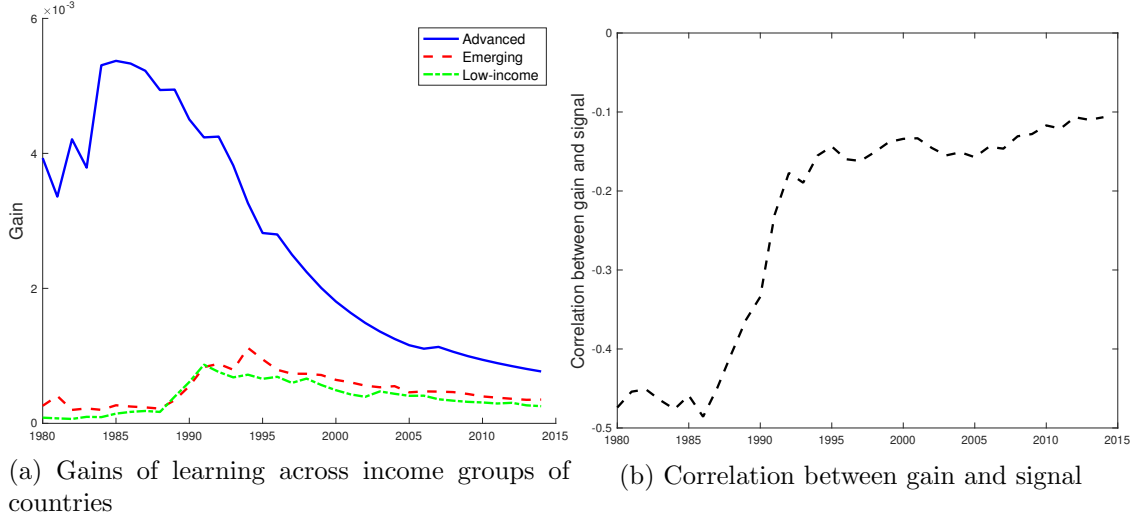 6
×10
-3
Advanced
Emerging
Low-income
4
Gain
2
0
1980 1985 1990 1995 2000 2005 2010 2015
(a) Gains of learning across income groups of
countries
0
-0.1
-0.2
-0.3
-0.4
-0.5
Correlation between gain and signal
1980 1985 1990 1995 2000 2005 2010 2015
(b) Correlation between gain and signal